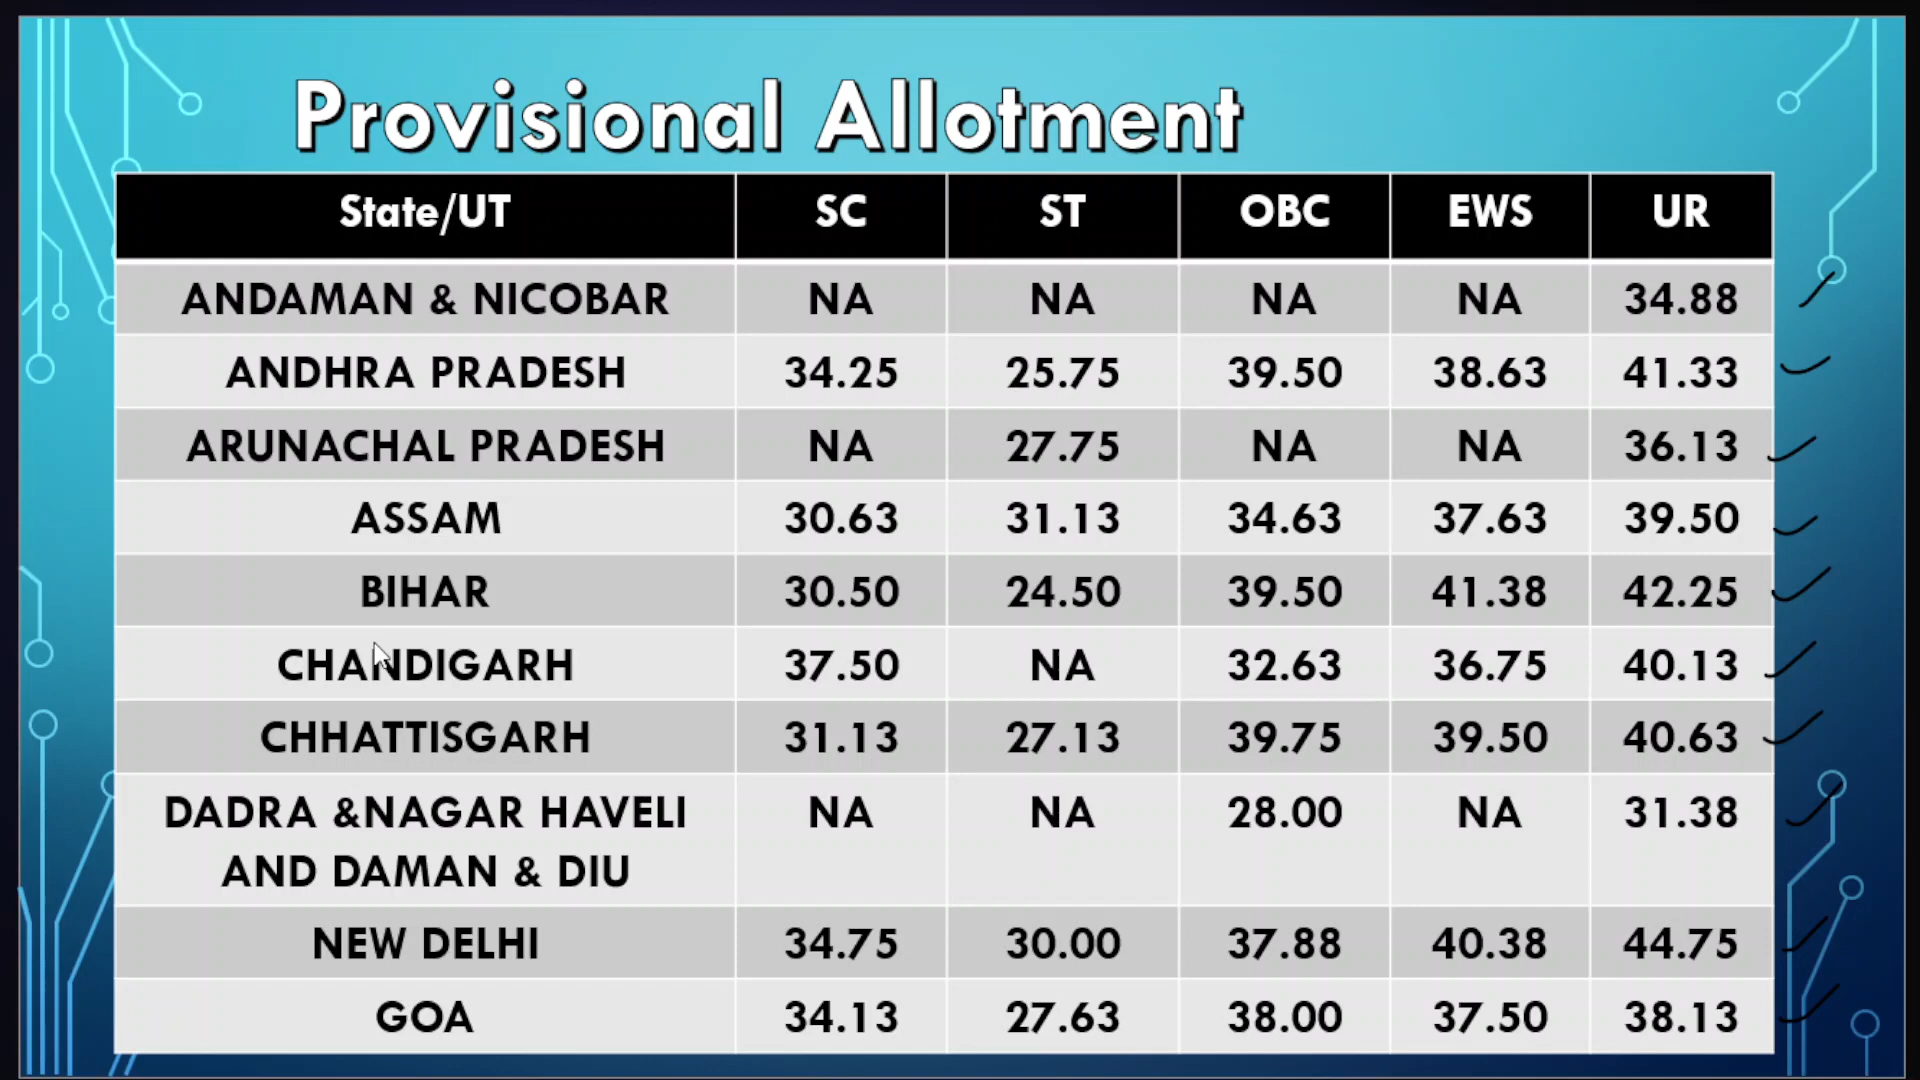 Provisional Allotment
State/UT SC ST OBC EWS UR
ANDAMAN & NICOBAR NA NA NA NA 34.88
ANDHRA PRADESH 34.25 25.75 39.50 38.63 41.33
ARUNACHAL PRADESH NA 27.75 NA NA 36.13
ASSAM 30.63 31.13 34.63 37.63 39.50
BIHAR 30.50 24.50 39.50 41.38 42.25
CHANDIGARH 37.50 NA 32.63 36.75 40.13
CHHATTISGARH 31.13 27.13 39.75 39.50 40.63
DADRA &NAGAR HAVELI NA NA 28.00 NA 31.38
AND DAMAN & DIU
NEW DELHI 34.75 30.00 37.88 40.38 44.75
GOA 34.13 27.63 38.00 37.50 38.13